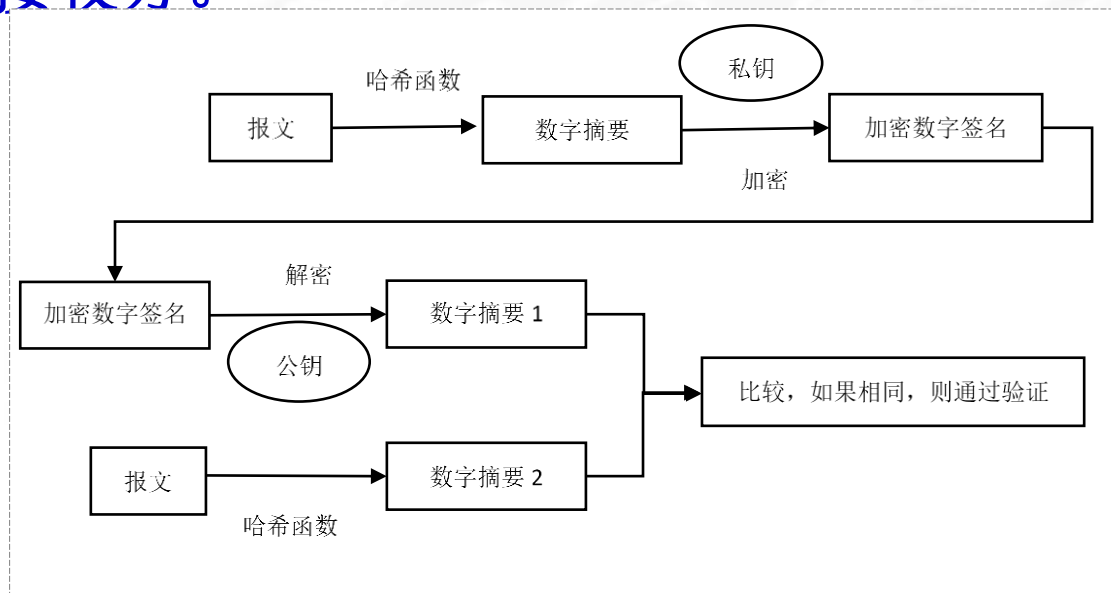 哈希函数
私钥
报文
数字摘要
加密数字签名
加密
解密
加密数字签名
数字摘要 1
公钥
比较，如果相同，则通过验证
报文
数字摘要 2
哈希函数